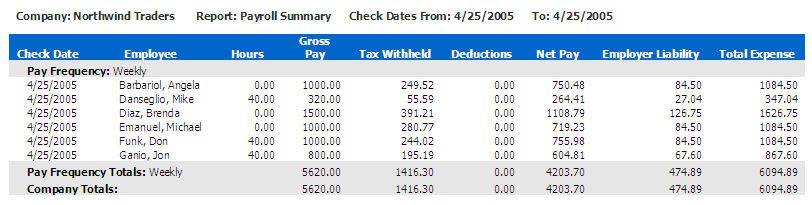 Company: Northwind Traders Report: Payroll Summary Check Dates From: 4/25/2005 To: 4/25/2005
Check Date Employee Hours Gross Pay Tax Withheld Deductions Net Pay Employer Liability Total Expense
Pay Frequency: Weekly
4/25/2005 Barbariol, Angela 0.00 1000.00 249.52 0.00 750.48 84.50 1084.50
4/25/2005 Danseglio, Mike 40.00 320.00 55.59 0.00 264.41 27.04 347.04
4/25/2005 Diaz, Brenda 0.00 1500.00 391.21 0.00 1108.79 126.75 1626.75
4/25/2005 Emanuel, Michael 0.00 1000.00 280.77 0.00 719.23 84.50 1084.50
4/25/2005 Funk, Don 40.00 1000.00 244.02 0.00 755.98 84.50 1084.50
4/25/2005 Ganio, Jon 40.00 800.00 195.19 0.00 604.81 67.60 867.60
Pay Frequency Totals: Weekly 5620.00 1416.30 0.00 4203.70 474.89 6094.89
Company Totals: 5620.00 1416.30 0.00 4203.70 474.89 6094.89